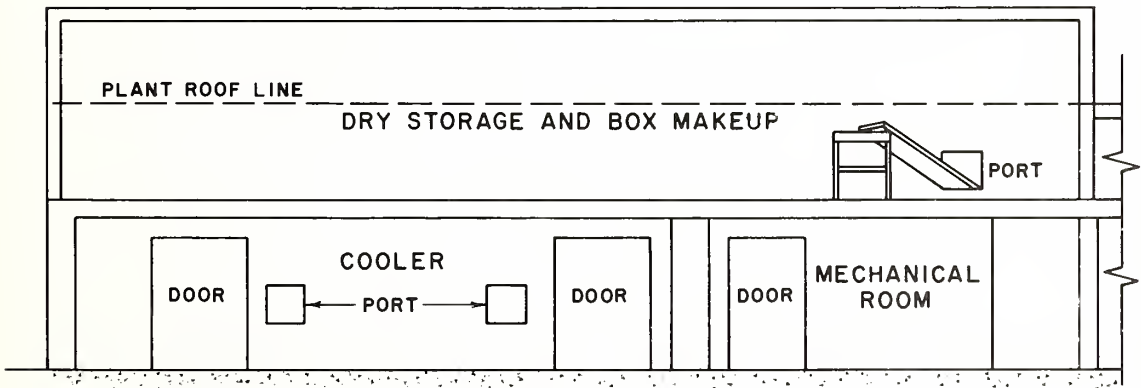 PLANT ROOF LINE
DRY STORAGE AND BOX MAKEUP
PORT
COOLER
DOOR
PORT
DOOR
DOOR
MECHANICAL
ROOM